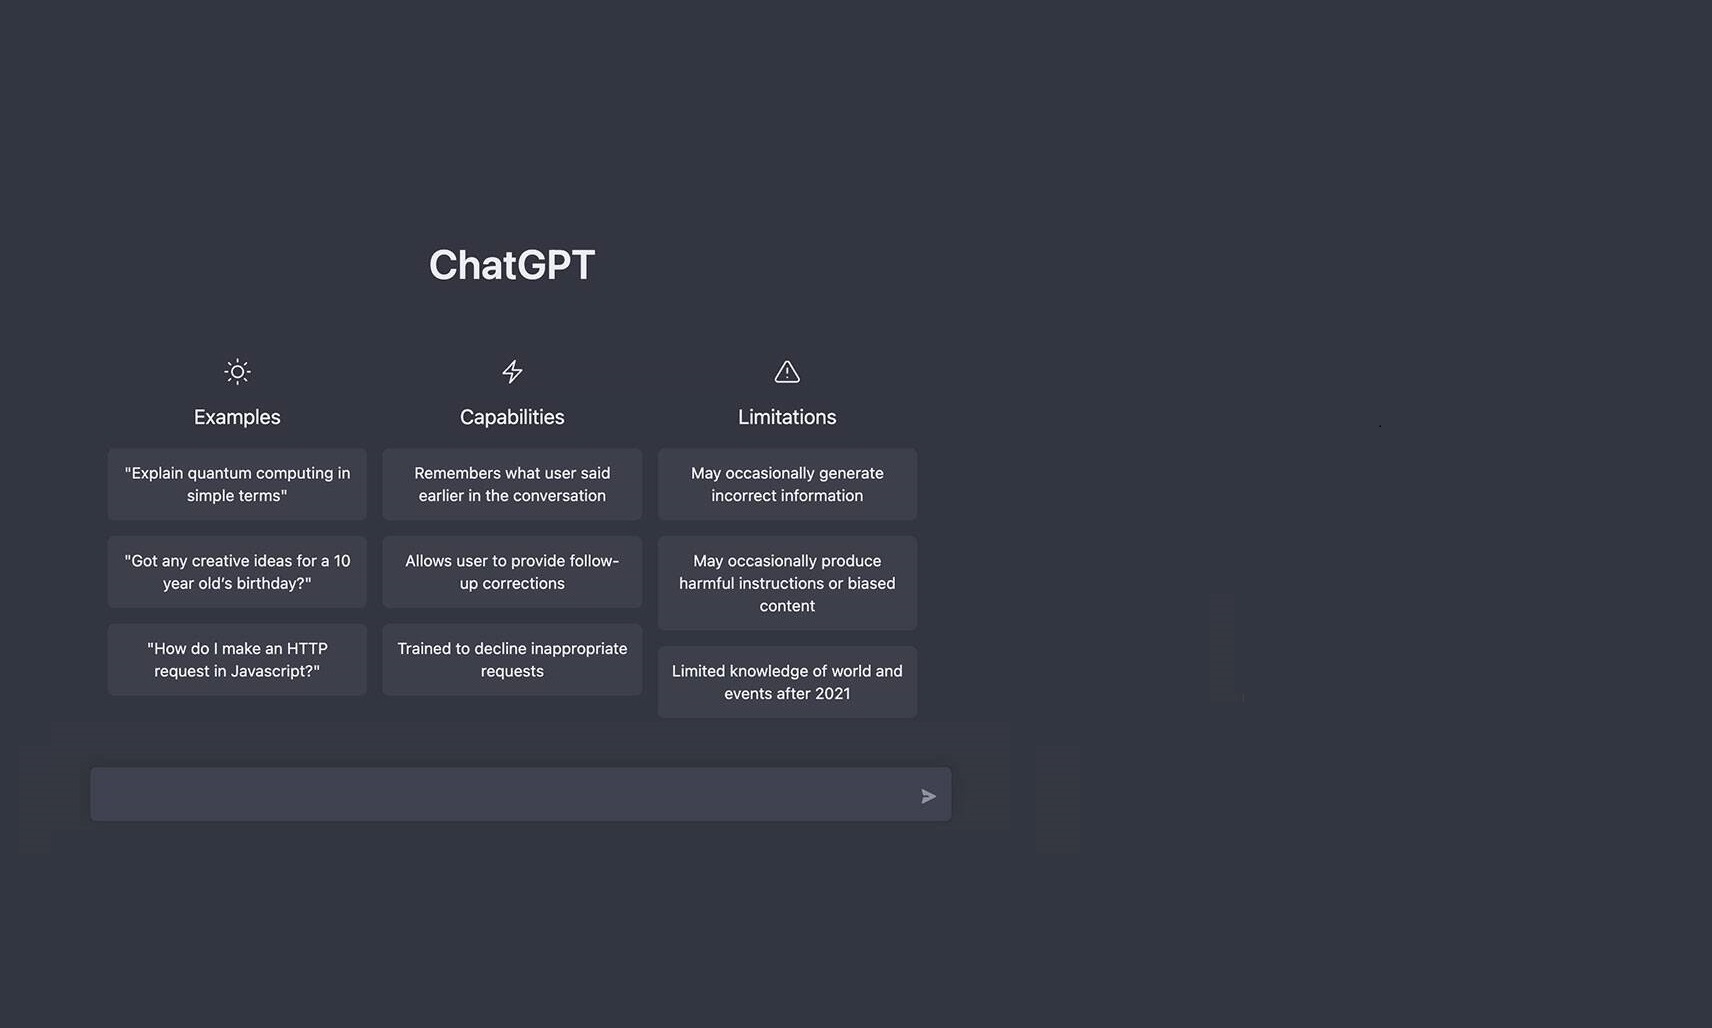 ChatGPT
Examples
"Explain quantum computing in
simple terms"
"Got any creative ideas for a 10
year old’s birthday?"
"How do I make an HTTP
request in Javascript?"
Capabilities
Remembers what user said
earlier in the conversation
Allows user to provide follow-
up corrections
Trained to decline inappropriate
requests
Limitations
May occasionally generate
incorrect information
May occasionally produce
harmful instructions or biased
content
Limited knowledge of world and
events after 2021